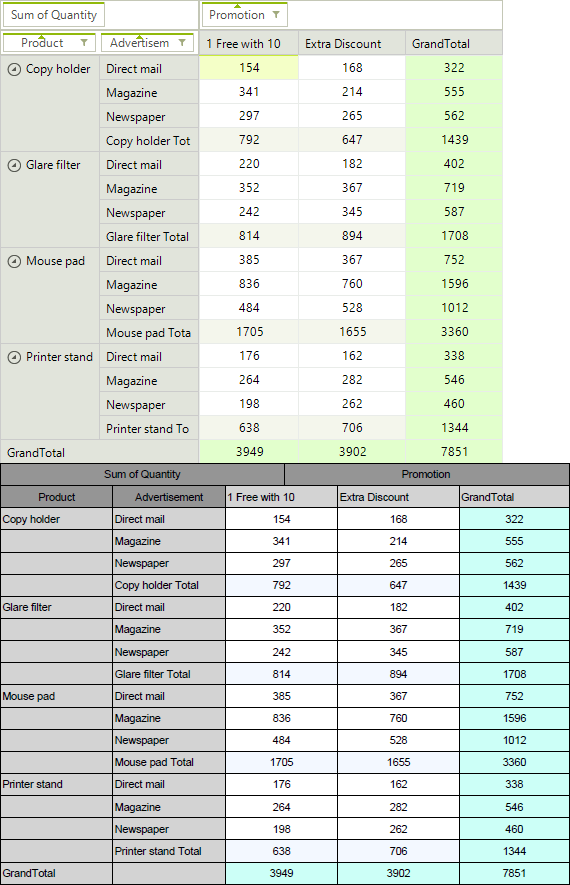 Sum of Quantity Promotion
Product Advertisem 1 Free with 10 Extra Discount GrandTotal
Copy holder Direct mail 154 168 322
Magazine 341 214 555
Newspaper 297 265 562
Copy holder Tot 792 647 1439
Glare filter Direct mail 220 182 402
Magazine 352 367 719
Newspaper 242 345 587
Glare filter Total 814 894 1708
Mouse pad Direct mail 385 367 752
Magazine 836 760 1596
Newspaper 484 528 1012
Mouse pad Tota 1705 1655 3360
Printer stand Direct mail 176 162 338
Magazine 264 282 546
Newspaper 198 262 460
Printer stand To 638 706 1344
GrandTotal 3949 3902 7851
Sum of Quantity Promotion
Product Advertisement 1 Free with 10 Extra Discount GrandTotal
Copy holder Direct mail 154 168 322
Magazine 341 214 555
Newspaper 297 265 562
Copy holder Total 792 647 1439
Glare filter Direct mail 220 182 402
Magazine 352 367 719
Newspaper 242 345 587
Glare filter Total 814 894 1708
Mouse pad Direct mail 385 367 752
Magazine 836 760 1596
Newspaper 484 528 1012
Mouse pad Total 1705 1655 3360
Printer stand Direct mail 176 162 338
Magazine 264 282 546
Newspaper 198 262 460
Printer stand Total 638 706 1344
GrandTotal 3949 3902 7851